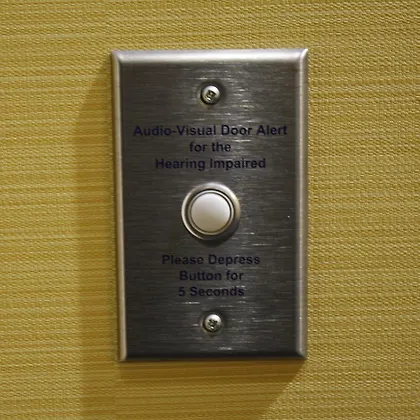 Audio-Visual Door Alert
for the
Hearing Impaired
Please Depress
Button for
5 Seconds